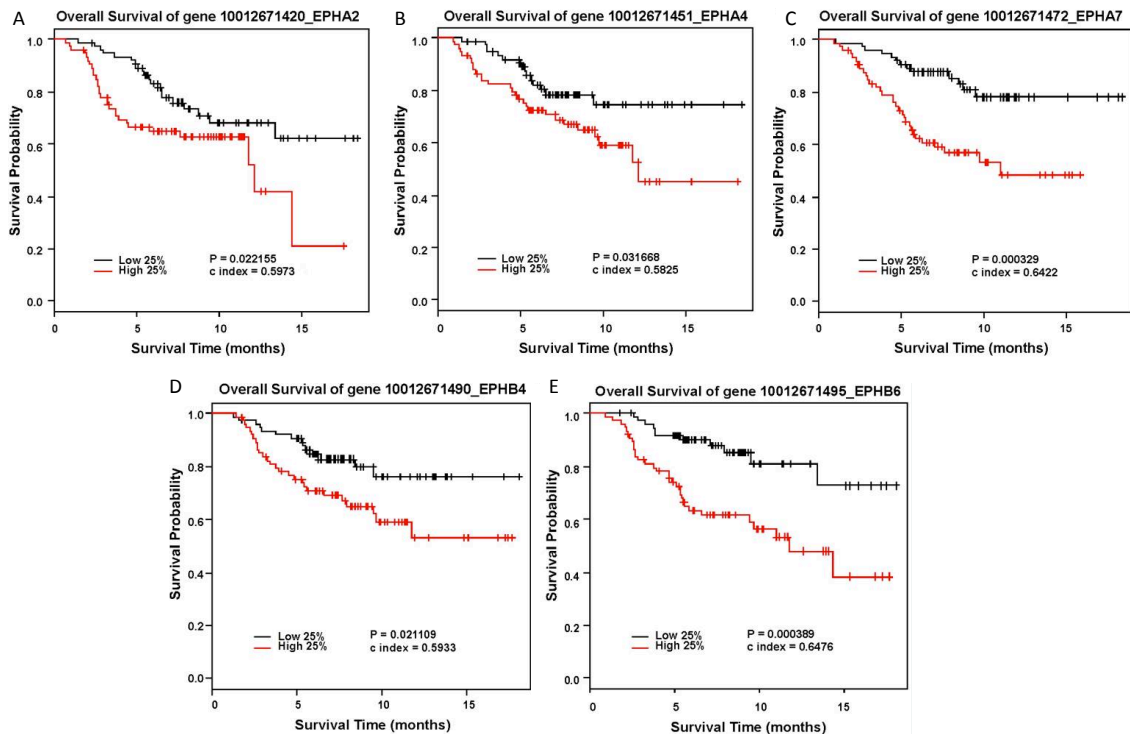 A
Overall Survival of gene 10012671420_EPHA2
Survival Probability
1.0
0.8
0.6
0.4
0.2
0.0
Low 25%
High 25%
P = 0.022155
c index = 0.5973
0
5
10
15
Survival Time (months)
B
Overall Survival of gene 10012671451_EPHA4
Survival Probability
1.0
0.8
0.6
0.4
0.2
0.0
Low 25%
High 25%
P = 0.031668
c index = 0.5825
0
5
10
15
Survival Time (months)
C
Overall Survival of gene 10012671472_EPHA7
Survival Probability
1.0
0.8
0.6
0.4
0.2
0.0
Low 25%
High 25%
P = 0.000329
c index = 0.6422
0
5
10
15
Survival Time (months)
D
Overall Survival of gene 10012671490_EPHB4
Survival Probability
1.0
0.8
0.6
0.4
0.2
0.0
Low 25%
High 25%
P = 0.021109
c index = 0.5933
0
5
10
15
Survival Time (months)
E
Overall Survival of gene 10012671495_EPHB6
Survival Probability
1.0
0.8
0.6
0.4
0.2
0.0
Low 25%
High 25%
P = 0.000389
c index = 0.6476
0
5
10
15
Survival Time (months)